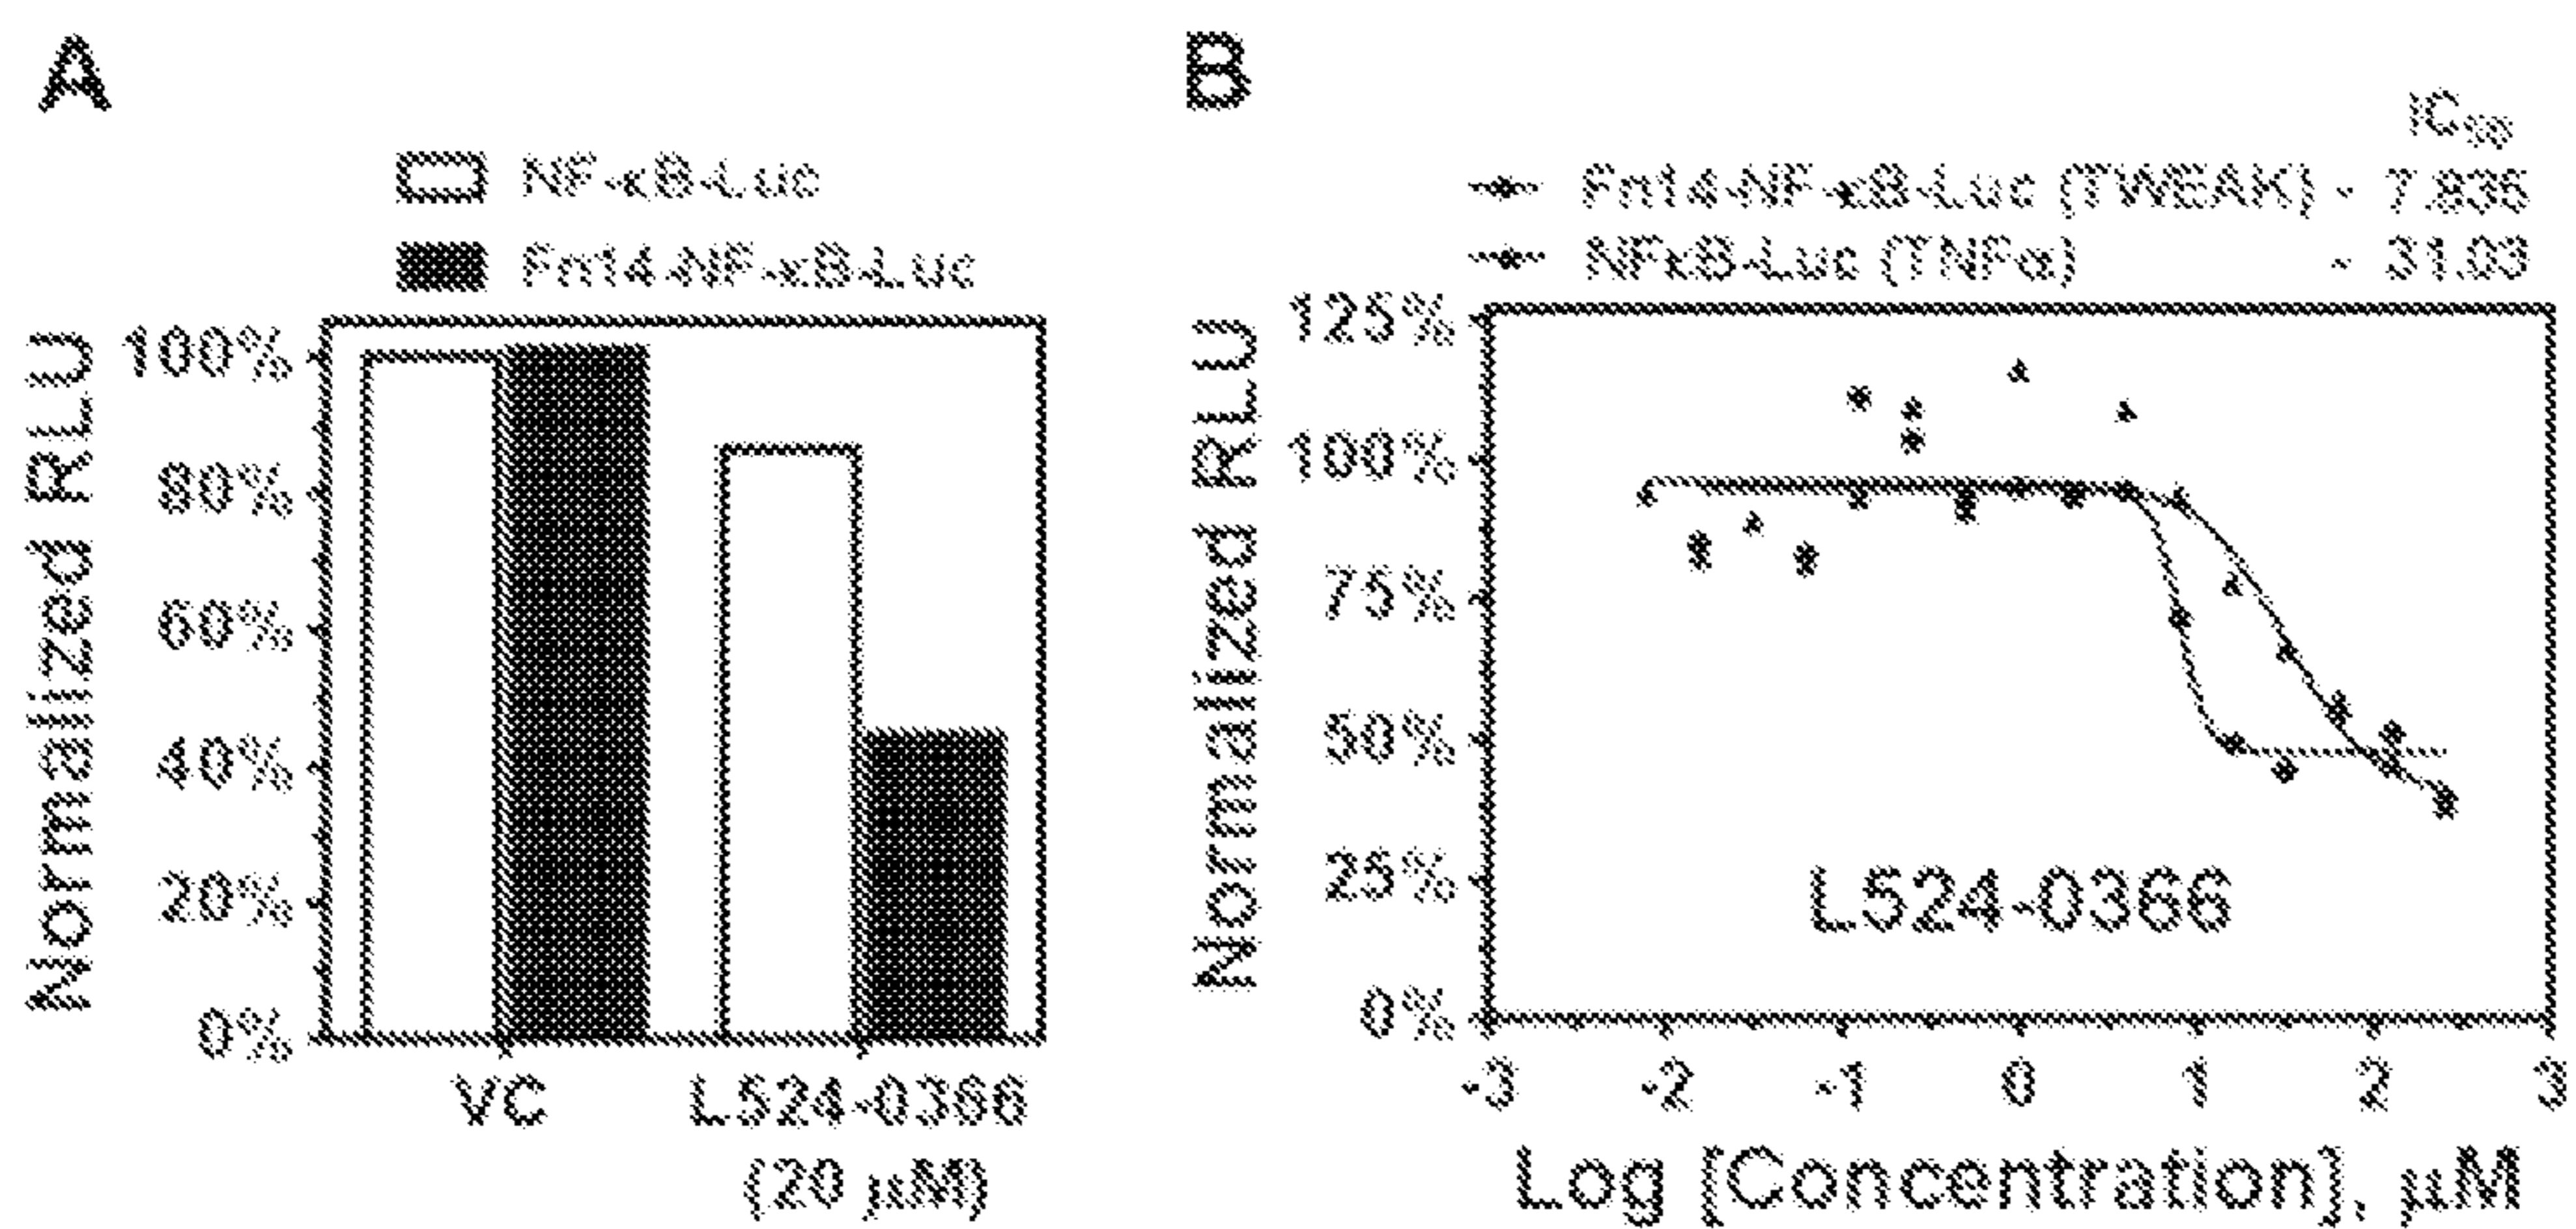 A
NF-κB-Luc
Fn14-NF-κB-Luc
Normalized RLU
100%
80%
60%
40%
20%
0%
VC
L524-0366
(20 μM)
B
IC50
Fn14-NF-κB-Luc (TWEAK) - 7.836
NFκB-Luc (TNFα) - 31.03
Normalized RLU
125%
100%
75%
50%
25%
0%
L524-0366
-3 -2 -1 0 1 2 3
Log [Concentration], μM